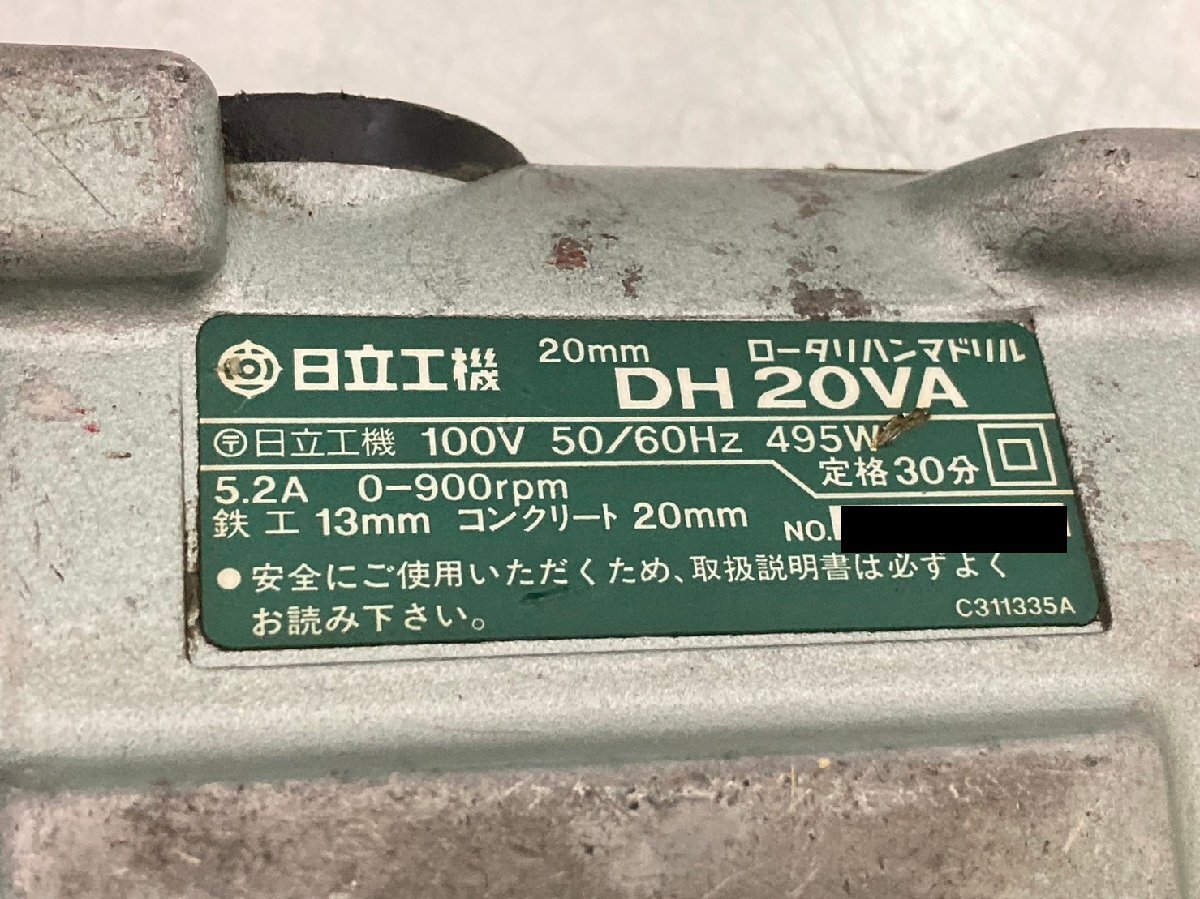 日立工機 20mm ロータリハンマドリル
DH 20VA
〒日立工機 100V 50/60Hz 495W
定格30分
5.2A 0-900rpm
鉄工 13mm コンクリート 20mm NO.
●安全にご使用いただくため、取扱説明書は必ずよく
お読み下さい。
C311335A